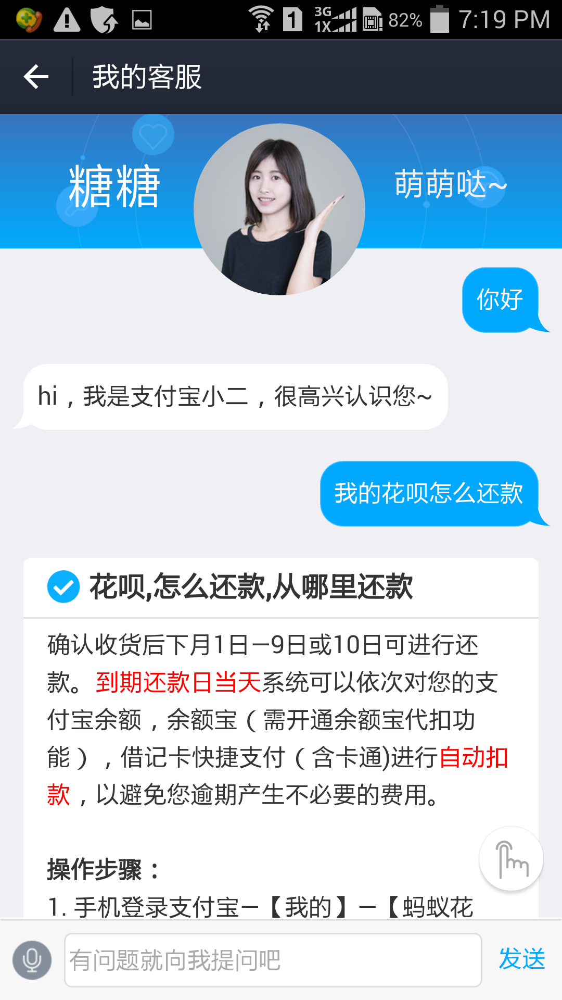 3G
1X
1
82%
7:19 PM
我的客服
糖糖
萌萌哒~
你好
hi，我是支付宝小二，很高兴认识您~
我的花呗怎么还款
花呗,怎么还款,从哪里还款
确认收货后下月1日—9日或10日可进行还
款。到期还款日当天系统可以依次对您的支
付宝余额，余额宝（需开通余额宝代扣功
能），借记卡快捷支付（含卡通)进行自动扣
款，以避免您逾期产生不必要的费用。
操作步骤：
1. 手机登录支付宝—【我的】—【蚂蚁花
有问题就向我提问吧
发送